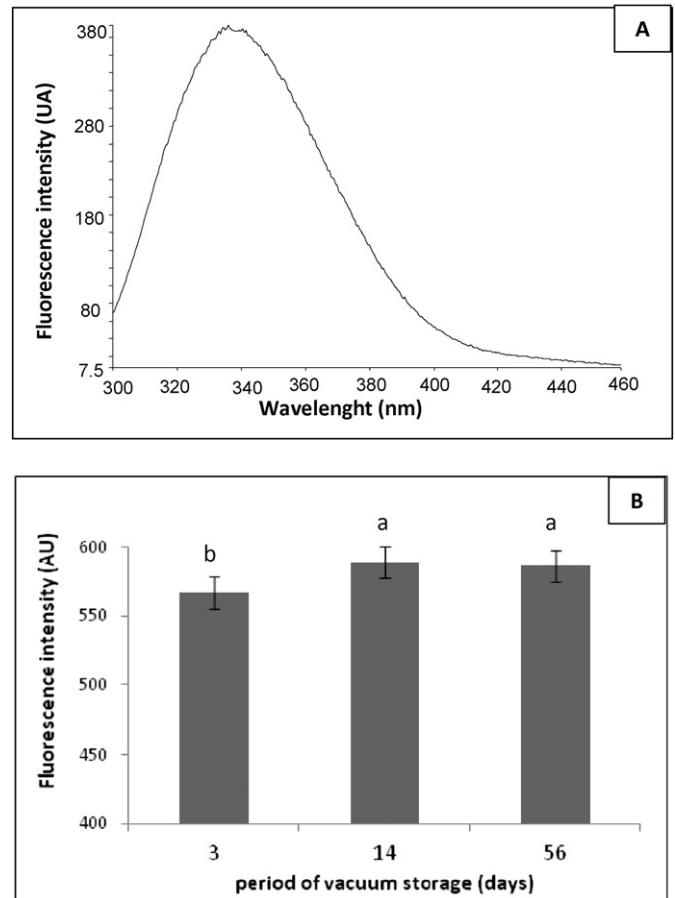 A
Fluorescence intensity (UA)
380
280
180
80
7.5
300 320 340 360 380 400 420 440 460
Wavelenght (nm)
B
Fluorescence intensity (AU)
600
550
500
450
400
b a a
3 14 56
period of vacuum storage (days)